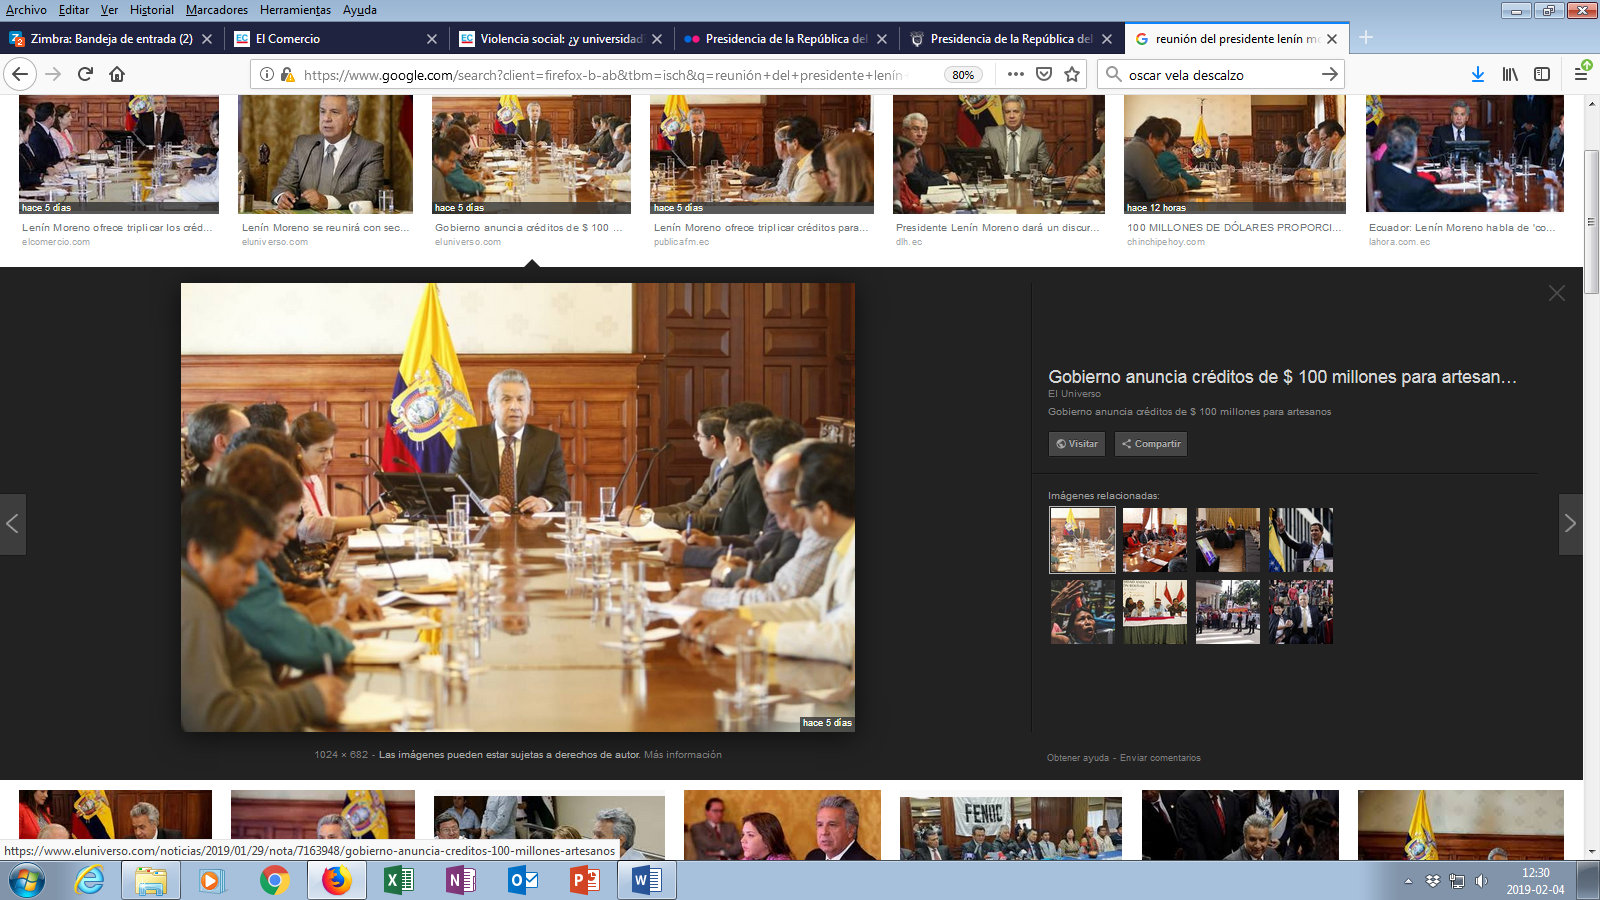 Archivo Editar Ver Historial Marcadores Herramientas Ayuda
Zimbra: Bandeja de entrada (2)
El Comercio
Violencia social: ¿y universidad
Presidencia de la República del
Presidencia de la República del
reunión del presidente lenín m
https://www.google.com/search?client=firefox-b-ab&tbm=isch&q=reunión+del+presidente+lenín
80%
oscar vela descalzo
hace 5 días
hace 5 días
hace 5 días
hace 12 horas
Lenín Moreno ofrece triplicar los créd...
elcomercio.com
Lenín Moreno se reunirá con sec...
eluniverso.com
Gobierno anuncia créditos de $ 100 ...
eluniverso.com
Lenín Moreno ofrece triplicar créditos para...
publicafm.ec
Presidente Lenín Moreno dará un discur...
dlh.ec
100 MILLONES DE DÓLARES PROPORCI...
chinchipehoy.com
Ecuador: Lenín Moreno habla de 'co...
lahora.com.ec
Gobierno anuncia créditos de $ 100 millones para artesan...
El Universo
Gobierno anuncia créditos de $ 100 millones para artesanos
Visitar
Compartir
Imágenes relacionadas:
hace 5 días
1024 × 682 - Las imágenes pueden estar sujetas a derechos de autor. Más información
Obtener ayuda - Enviar comentarios
FENUC
https://www.eluniverso.com/noticias/2019/01/29/nota/7163948/gobierno-anuncia-creditos-100-millones-artesanos
12:30
2019-02-04